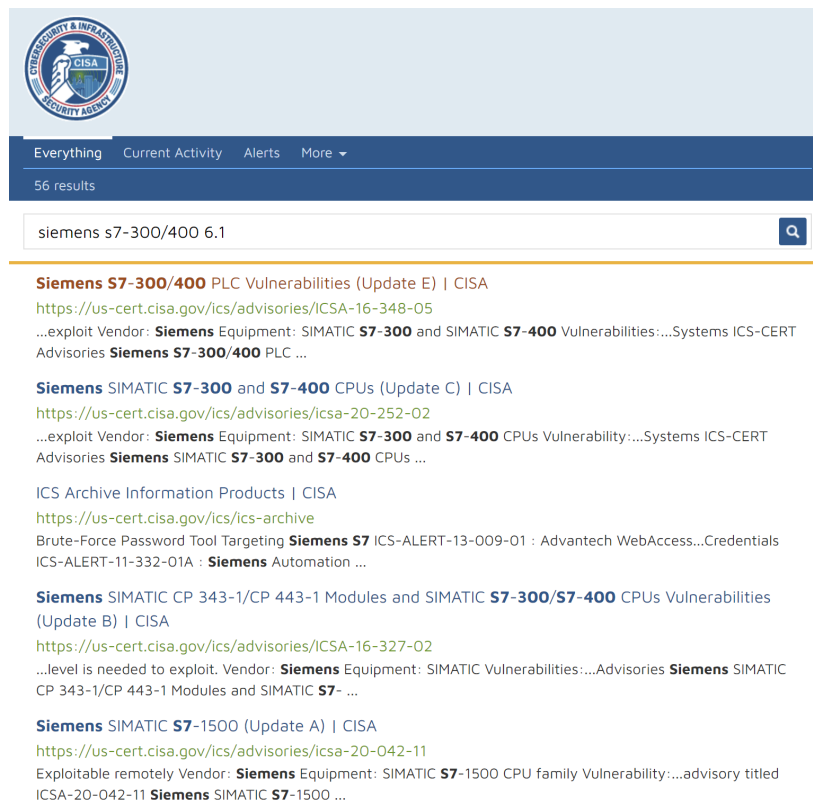 CYBERSECURITY & INFRASTRUCTURE
SECURITY AGENCY
CISA
Everything Current Activity Alerts More
56 results
siemens s7-300/400 6.1
Siemens S7-300/400 PLC Vulnerabilities (Update E) | CISA
https://us-cert.cisa.gov/ics/advisories/ICSA-16-348-05
...exploit Vendor: Siemens Equipment: SIMATIC S7-300 and SIMATIC S7-400 Vulnerabilities:...Systems ICS-CERT
Advisories Siemens S7-300/400 PLC ...
Siemens SIMATIC S7-300 and S7-400 CPUs (Update C) | CISA
https://us-cert.cisa.gov/ics/advisories/icsa-20-252-02
...exploit Vendor: Siemens Equipment: SIMATIC S7-300 and S7-400 CPUs Vulnerability:...Systems ICS-CERT
Advisories Siemens SIMATIC S7-300 and S7-400 CPUs ...
ICS Archive Information Products | CISA
https://us-cert.cisa.gov/ics/ics-archive
Brute-Force Password Tool Targeting Siemens S7 ICS-ALERT-13-009-01 : Advantech WebAccess...Credentials
ICS-ALERT-11-332-01A : Siemens Automation ...
Siemens SIMATIC CP 343-1/CP 443-1 Modules and SIMATIC S7-300/S7-400 CPUs Vulnerabilities
(Update B) | CISA
https://us-cert.cisa.gov/ics/advisories/ICSA-16-327-02
...level is needed to exploit. Vendor: Siemens Equipment: SIMATIC Vulnerabilities:...Advisories Siemens SIMATIC
CP 343-1/CP 443-1 Modules and SIMATIC S7- ...
Siemens SIMATIC S7-1500 (Update A) | CISA
https://us-cert.cisa.gov/ics/advisories/icsa-20-042-11
Exploitable remotely Vendor: Siemens Equipment: SIMATIC S7-1500 CPU family Vulnerability:...advisory titled
ICSA-20-042-11 Siemens SIMATIC S7-1500 ...